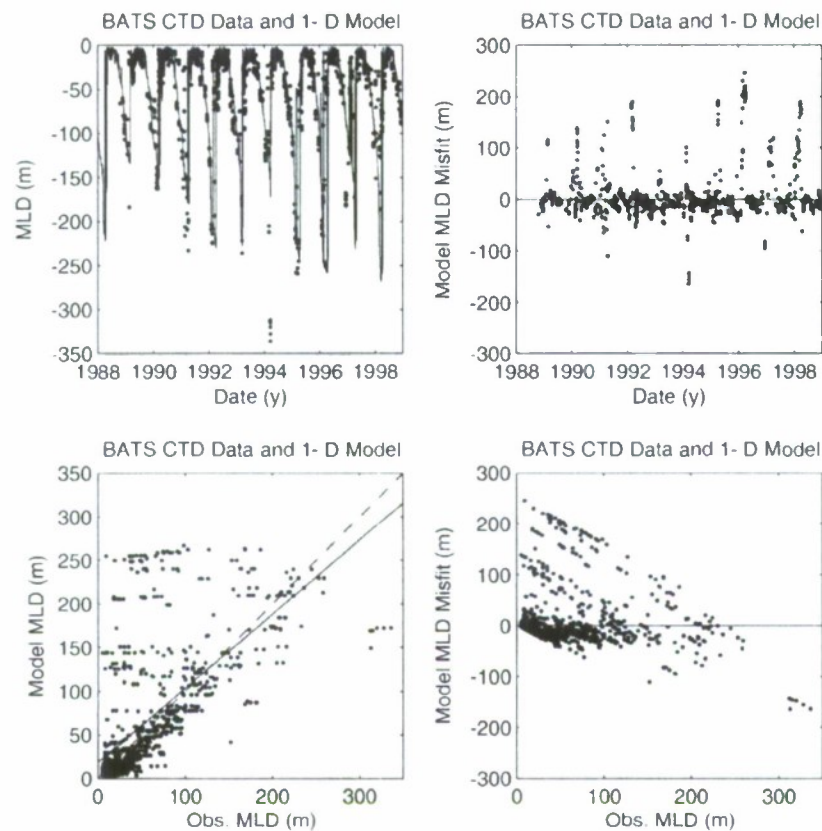 BATS CTD Data and 1- D Model
0
-50
-100
-150
-200
-250
-300
-350
MLD (m)
1988 1990 1992 1994 1996 1998
Date (y)
BATS CTD Data and 1- D Model
300
200
100
0
-100
-200
-300
Model MLD Misfit (m)
1988 1990 1992 1994 1996 1998
Date (y)
BATS CTD Data and 1- D Model
350
300
250
200
150
100
50
0
Model MLD (m)
0 100 200 300
Obs. MLD (m)
BATS CTD Data and 1- D Model
300
200
100
0
-100
-200
-300
Model MLD Misfit (m)
0 100 200 300
Obs. MLD (m)